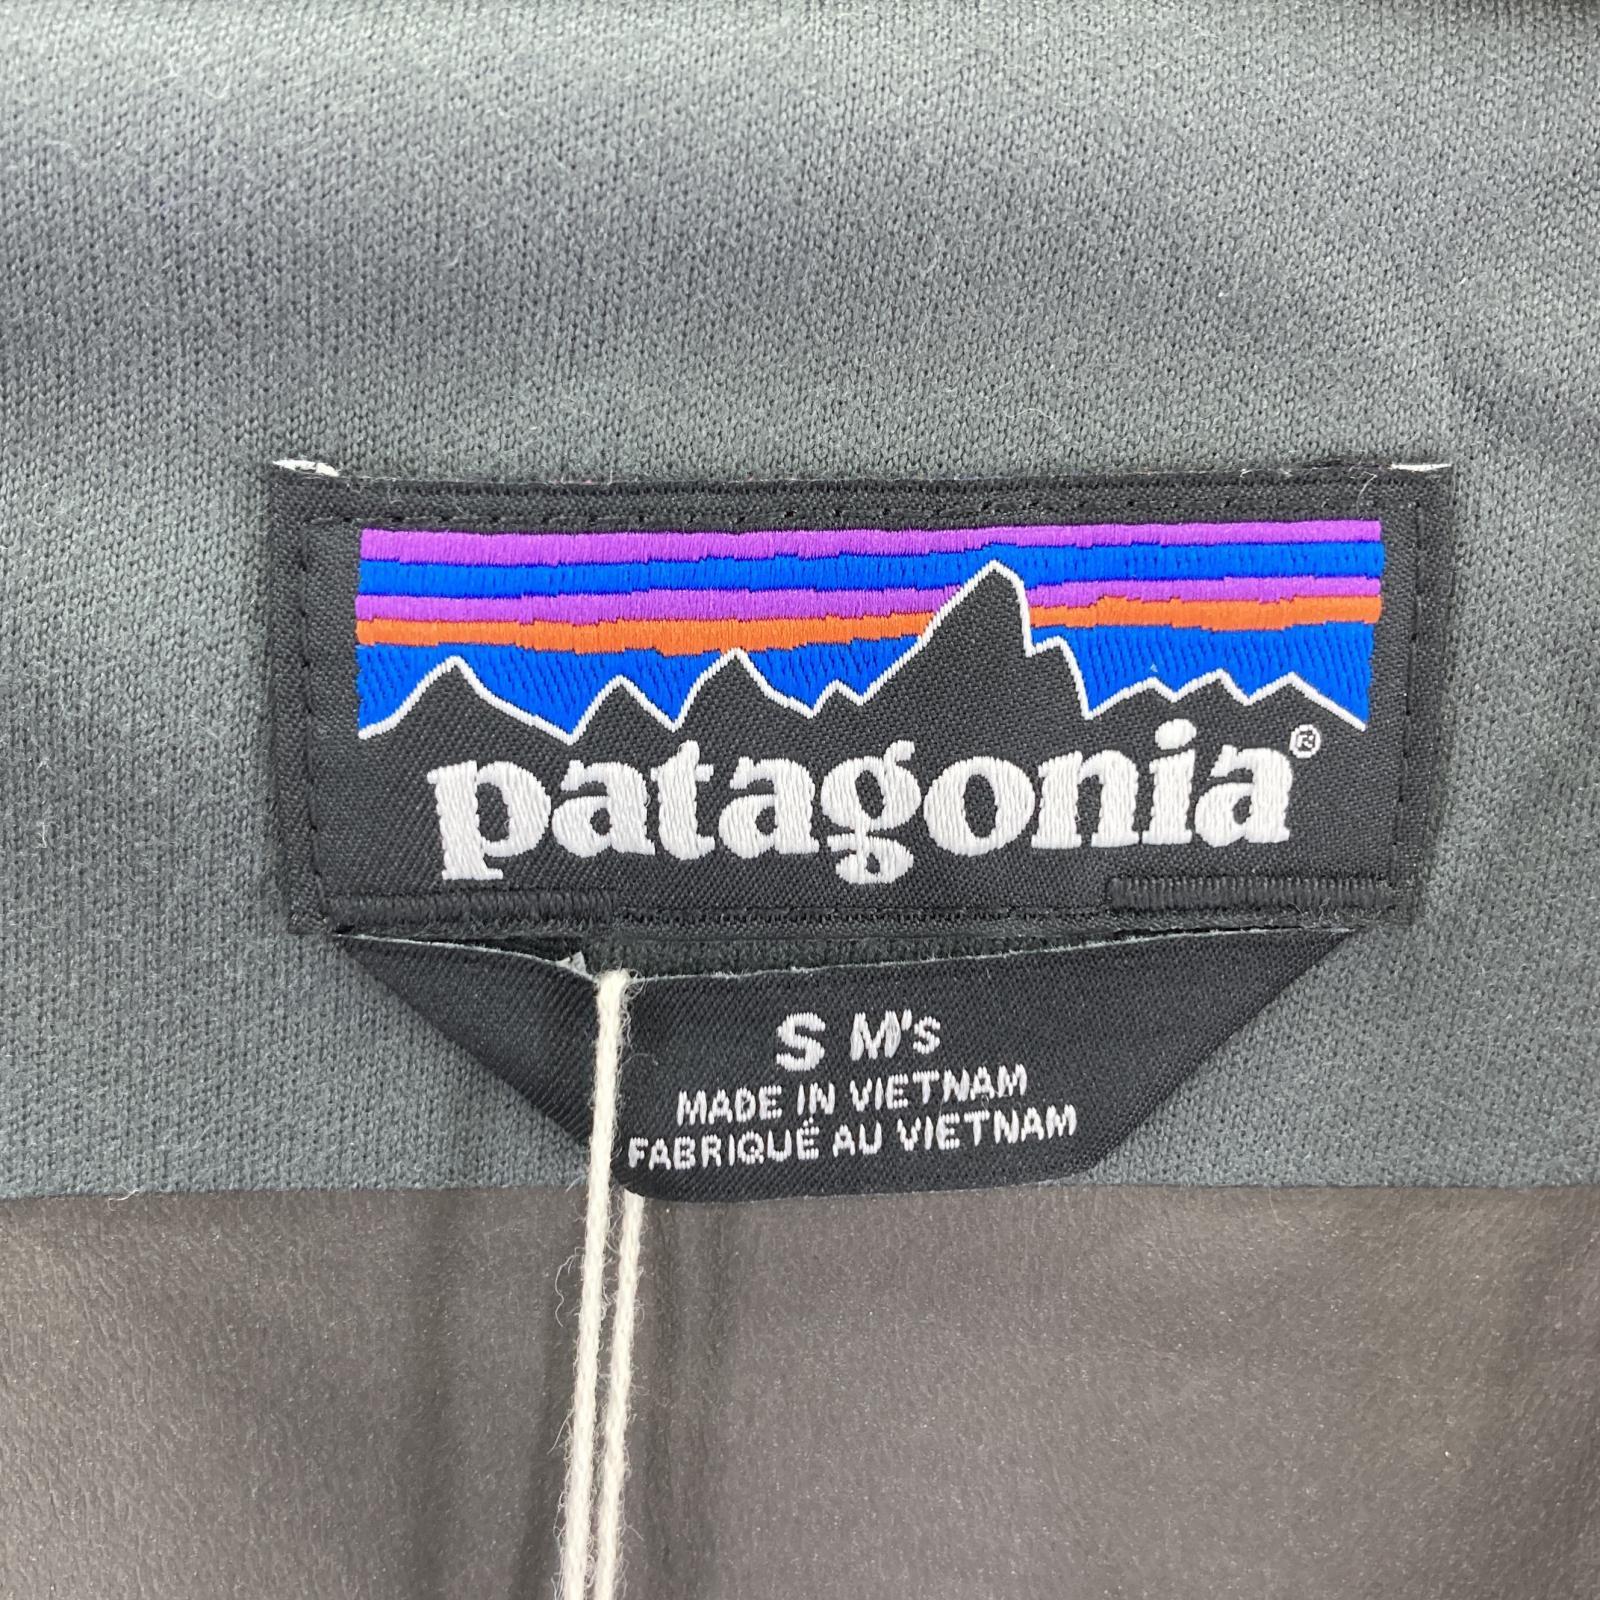 patagonia®
S M's
MADE IN VIETNAM
FABRIQUÉ AU VIETNAM